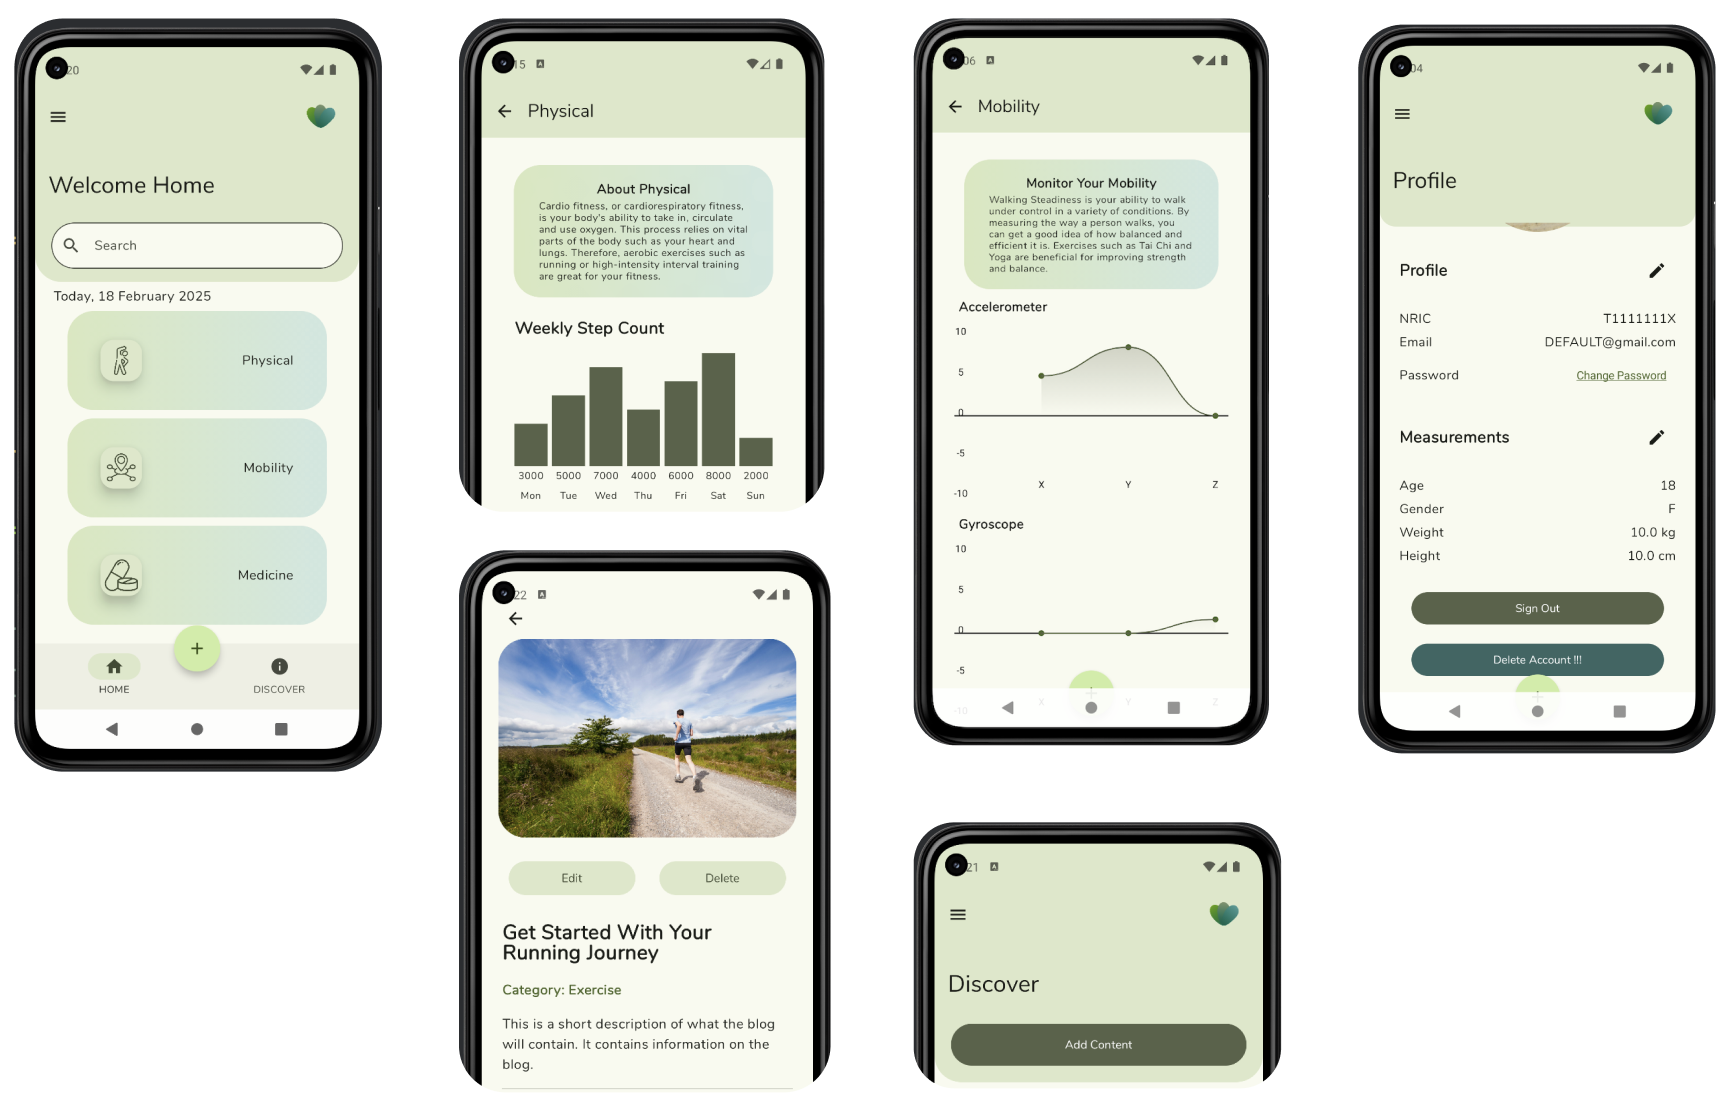 20
Welcome Home
Search
Today, 18 February 2025
Physical
Mobility
Medicine
+
HOME
DISCOVER
15
A
Physical
About Physical
Cardio fitness, or cardiorespiratory fitness,
is your body's ability to take in, circulate
and use oxygen. This process relies on vital
parts of the body such as your heart and
lungs. Therefore, aerobic exercises such as
running or high-intensity interval training
are great for your fitness.
Weekly Step Count
3000 5000 7000 4000 6000 8000 2000
Mon Tue Wed Thu Fri Sat Sun
22
A
Edit
Delete
Get Started With Your
Running Journey
Category: Exercise
This is a short description of what the blog
will contain. It contains information on the
blog.
06
A
Mobility
Monitor Your Mobility
Walking Steadiness is your ability to walk
under control in a variety of conditions. By
measuring the way a person walks, you
can get a good idea of how balanced and
efficient it is. Exercises such as Tai Chi and
Yoga are beneficial for improving strength
and balance.
Accelerometer
10
5
0
-5
X Y Z
-10
Gyroscope
10
5
0
-5
X Y Z
-10
21
A
Discover
Add Content
04
Profile
Profile
NRIC T1111111X
Email DEFAULT@gmail.com
Password Change Password
Measurements
Age 18
Gender F
Weight 10.0 kg
Height 10.0 cm
Sign Out
Delete Account !!!